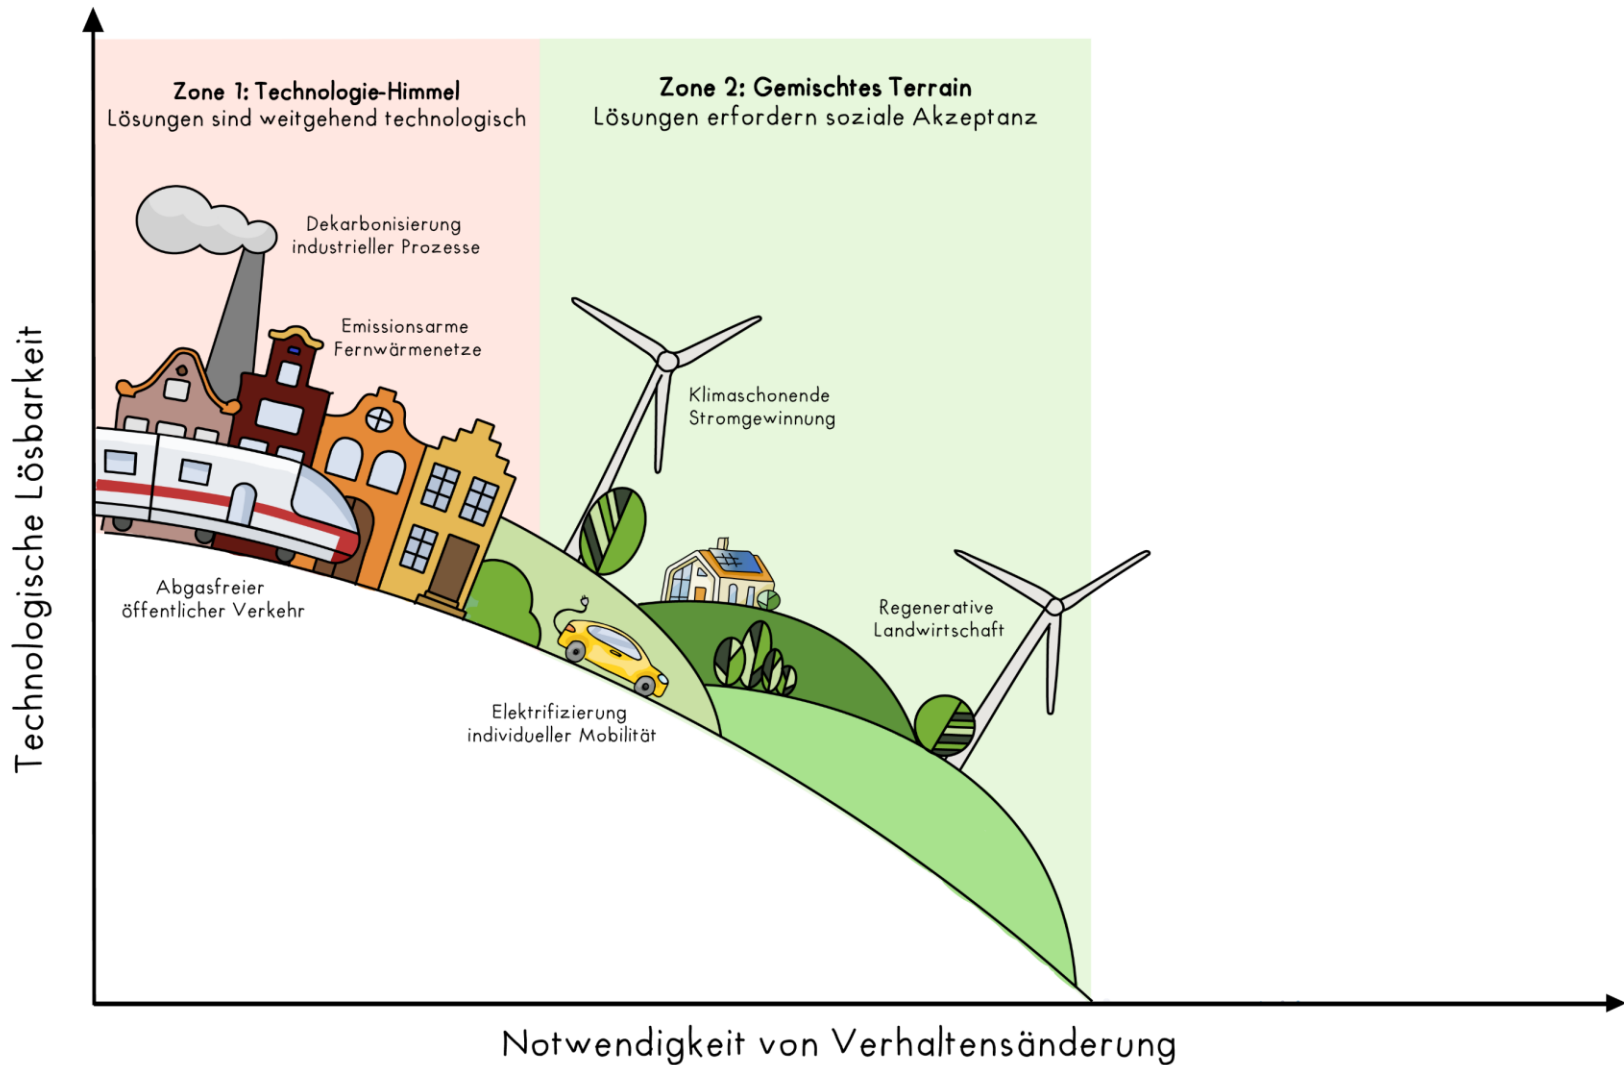 Zone 1: Technologie-Himmel
Lösungen sind weitgehend technologisch
Zone 2: Gemischtes Terrain
Lösungen erfordern soziale Akzeptanz
Dekarbonisierung
industrieller Prozesse
Emissionsarme
Fernwärmenetze
Klimaschonende
Stromgewinnung
Abgasfreier
öffentlicher Verkehr
Regenerative
Landwirtschaft
Elektrifizierung
individueller Mobilität
Technologische Lösbarkeit
Notwendigkeit von Verhaltensänderung